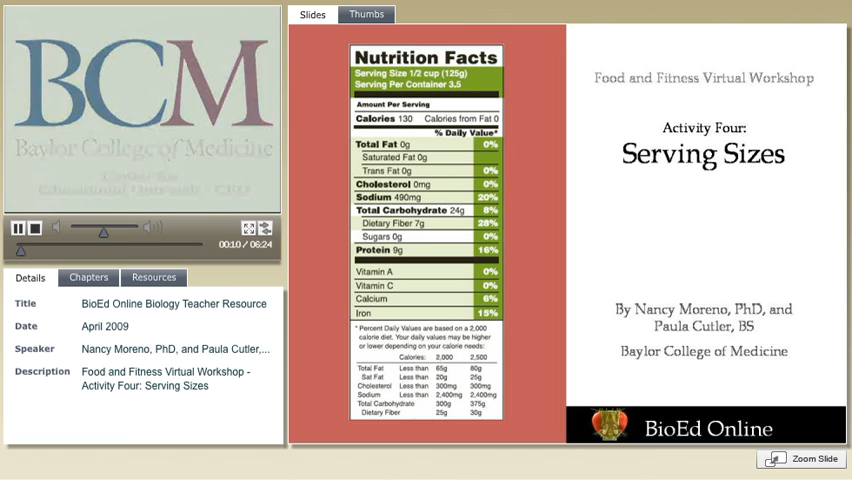 BCM
Baylor College of Medicine
Center for
Educational Outreach - CEO
00:10 / 06:24
Details
Chapters
Resources
Title BioEd Online Biology Teacher Resource
Date April 2009
Speaker Nancy Moreno, PhD, and Paula Cutler,...
Description Food and Fitness Virtual Workshop -
Activity Four: Serving Sizes
Slides
Thumbs
Nutrition Facts
Serving Size 1/2 cup (125g)
Serving Per Container 3.5
Amount Per Serving
Calories 130 Calories from Fat 0
% Daily Value*
Total Fat 0g 0%
Saturated Fat 0g
Trans Fat 0g 0%
Cholesterol 0mg 0%
Sodium 490mg 20%
Total Carbohydrate 24g 8%
Dietary Fiber 7g 28%
Sugars 0g 0%
Protein 9g 16%
Vitamin A 0%
Vitamin C 0%
Calcium 6%
Iron 15%
* Percent Daily Values are based on a 2,000
calorie diet. Your daily values may be higher
or lower depending on your calorie needs:
Calories: 2,000 2,500
Total Fat Less than 65g 80g
Sat Fat Less than 20g 25g
Cholesterol Less than 300mg 300mg
Sodium Less than 2,400mg 2,400mg
Total Carbohydrate 300g 375g
Dietary Fiber 25g 30g
Food and Fitness Virtual Workshop
Activity Four:
Serving Sizes
By Nancy Moreno, PhD, and
Paula Cutler, BS
Baylor College of Medicine
BioEd Online
Zoom Slide